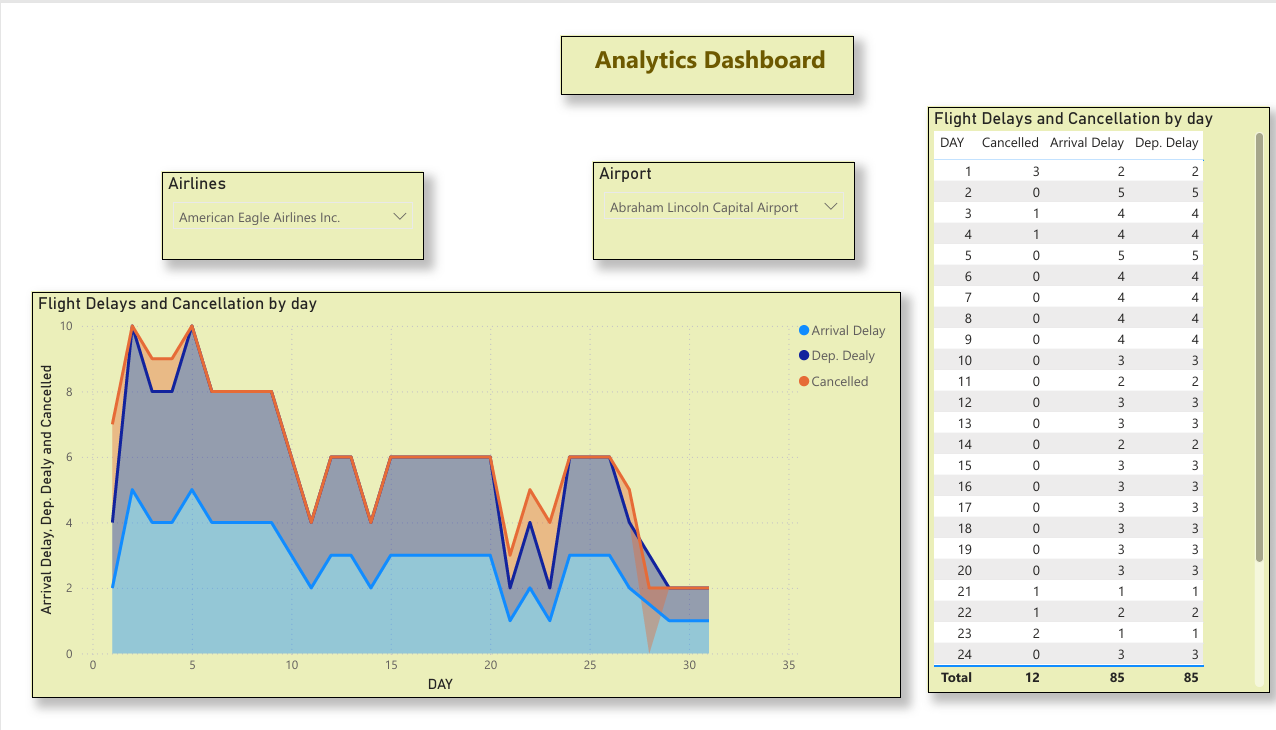 Analytics Dashboard
Airlines
American Eagle Airlines Inc.
Airport
Abraham Lincoln Capital Airport
Flight Delays and Cancellation by day
Arrival Delay, Dep. Dealy and Cancelled
10
8
6
4
2
0
0 5 10 15 20 25 30 35
DAY
Arrival Delay
Dep. Dealy
Cancelled
Flight Delays and Cancellation by day
DAY Cancelled Arrival Delay Dep. Delay
1 3 2 2
2 0 5 5
3 1 4 4
4 1 4 4
5 0 5 5
6 0 4 4
7 0 4 4
8 0 4 4
9 0 4 4
10 0 3 3
11 0 2 2
12 0 3 3
13 0 3 3
14 0 2 2
15 0 3 3
16 0 3 3
17 0 3 3
18 0 3 3
19 0 3 3
20 0 3 3
21 1 1 1
22 1 2 2
23 2 1 1
24 0 3 3
Total 12 85 85